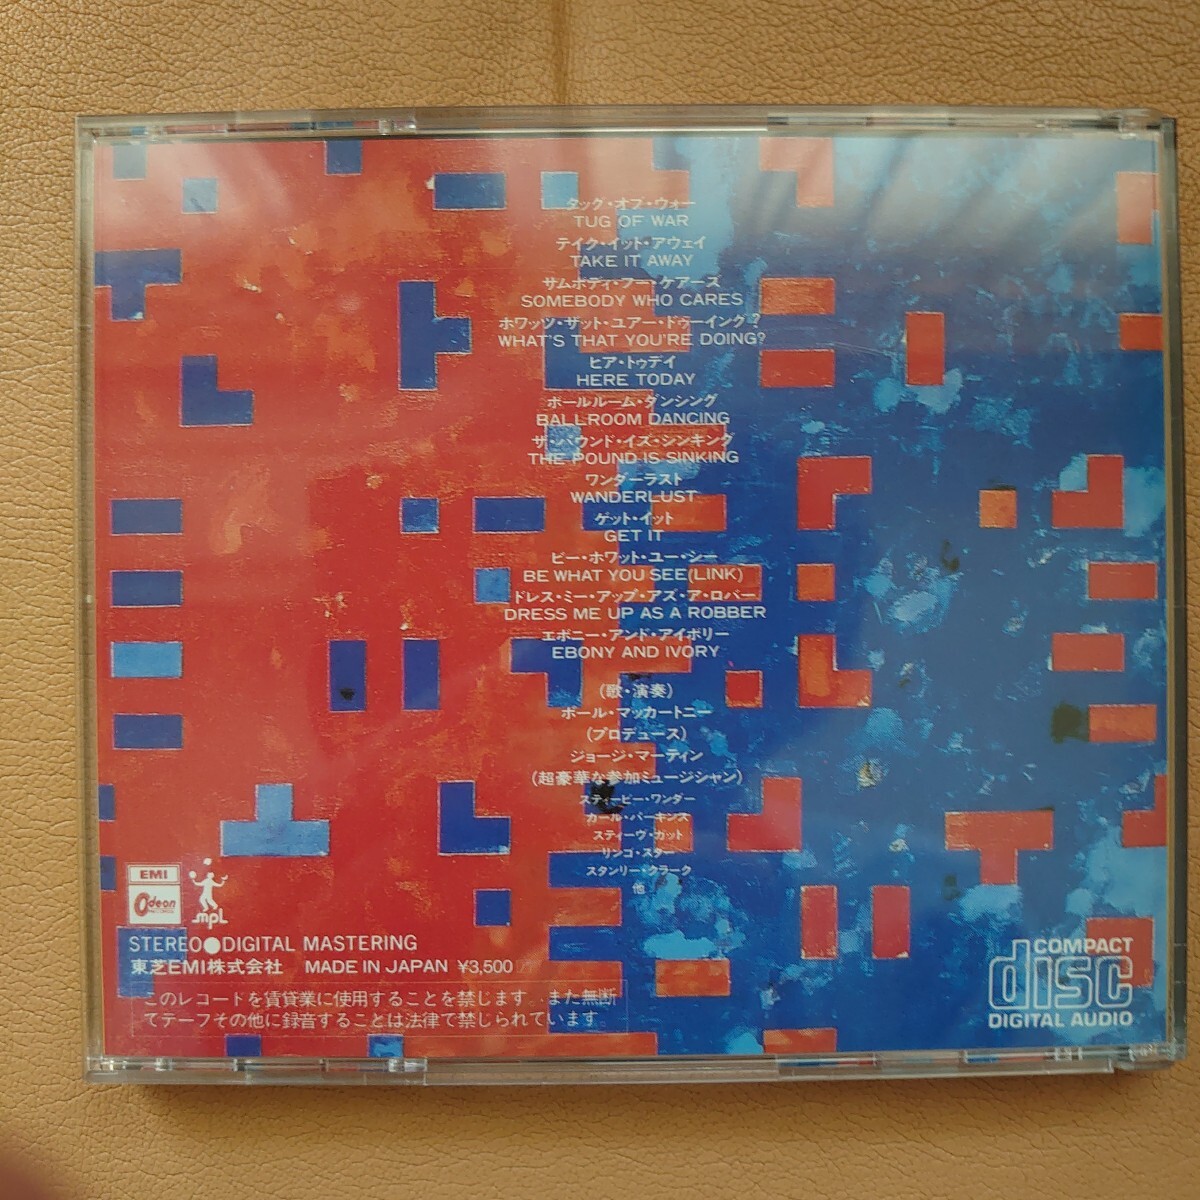 タッグ・オブ・ウォー
TUG OF WAR
テイク・イット・アウェイ
TAKE IT AWAY
サムボディ・フー・ケアーズ
SOMEBODY WHO CARES
ホワッツ・ザット・ユアー・ドゥーイング?
WHAT'S THAT YOU'RE DOING?
ヒア・トゥデイ
HERE TODAY
ボールルーム・ダンシング
BALLROOM DANCING
ザ・パウンド・イズ・シンキング
THE POUND IS SINKING
ワンダーラスト
WANDERLUST
ゲット・イット
GET IT
ビー・ホワット・ユー・シー
BE WHAT YOU SEE(LINK)
ドレス・ミー・アップ・アズ・ア・ロバー
DRESS ME UP AS A ROBBER
エボニー・アンド・アイボリー
EBONY AND IVORY
(歌・演奏)
ポール・マッカートニー
(プロデュース)
ジョージ・マーティン
(超豪華な参加ミュージシャン)
スティービー・ワンダー
カール・パーキンス
スティーヴ・ガット
リンゴ・スター
スタンリー・クラーク
他
EMI
Odeon
mpL
STEREO●DIGITAL MASTERING
東芝EMI株式会社 MADE IN JAPAN ¥3,500
このレコードを賃貸業に使用することを禁じます また無断
でテープその他に録音することは法律で禁じられています
COMPACT
disc
DIGITAL AUDIO